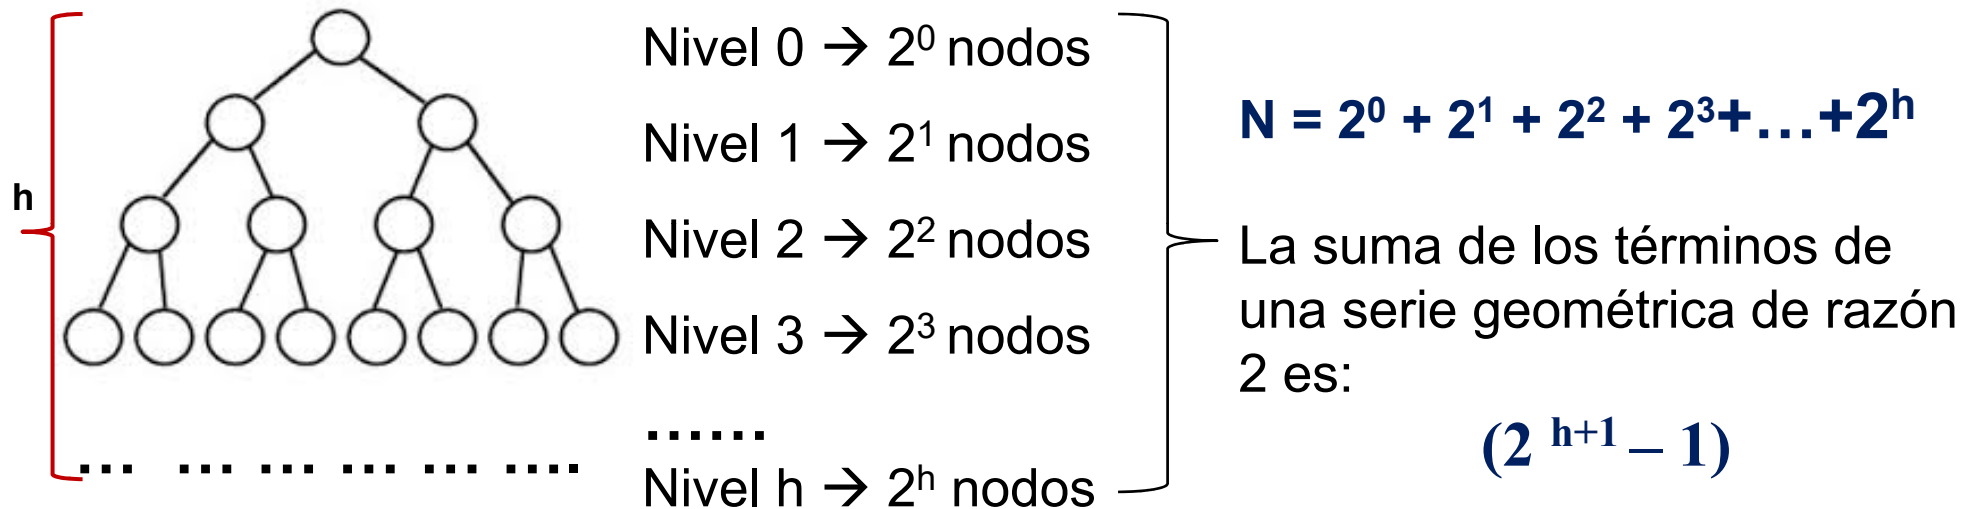 h
Nivel 0 → 2⁰ nodos
Nivel 1 → 2¹ nodos
Nivel 2 → 2² nodos
Nivel 3 → 2³ nodos
……
... ... ... ... ... ....
Nivel h → 2ʰ nodos
N = 2⁰ + 2¹ + 2² + 2³+…+2ʰ
La suma de los términos de
una serie geométrica de razón
2 es:
(2 ʰ⁺¹ – 1)